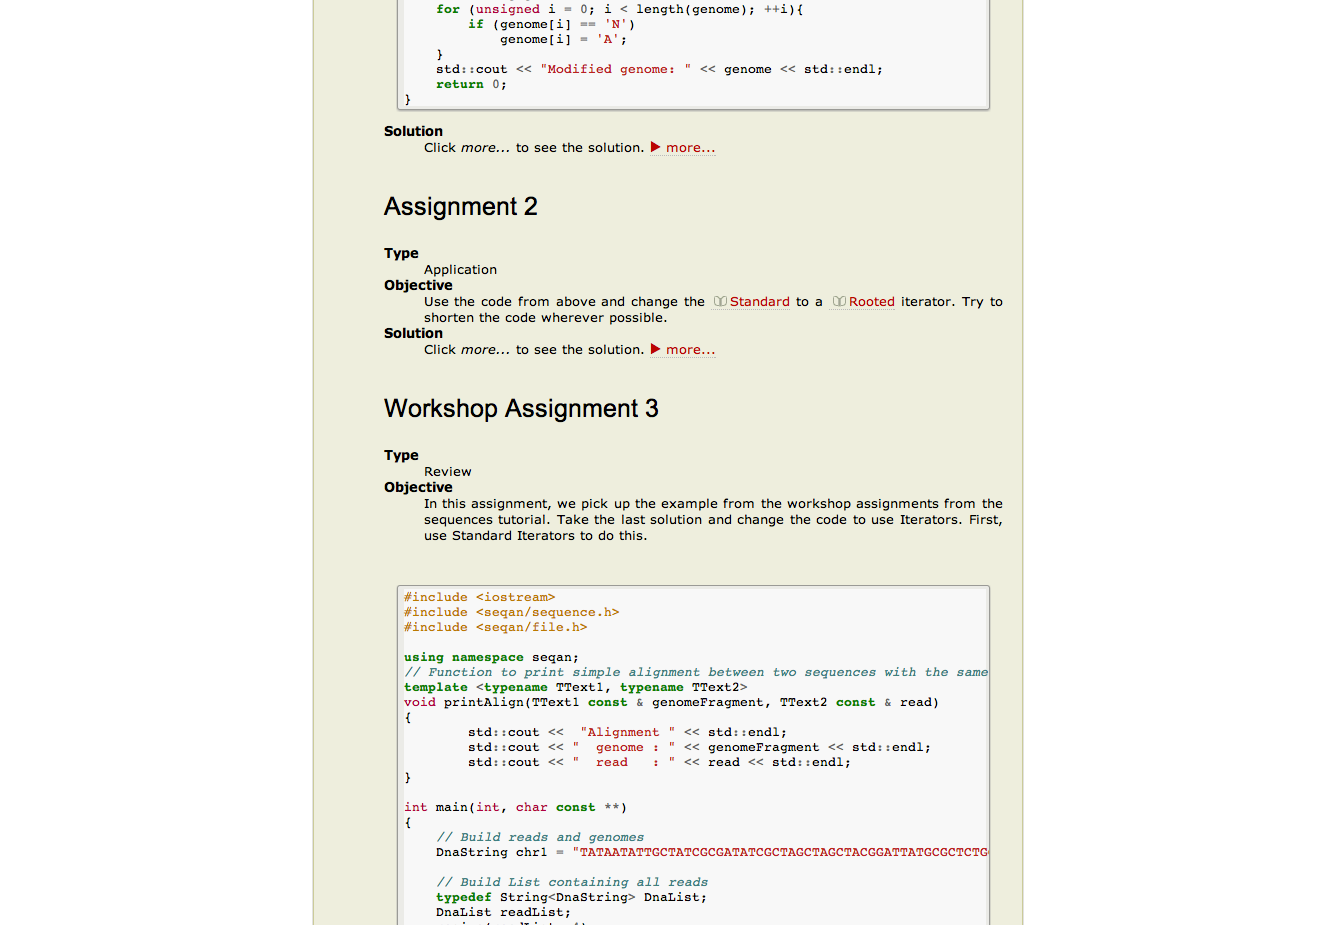 for (unsigned i = 0; i < length(genome); ++i){
        if (genome[i] == 'N')
            genome[i] = 'A';
    }
    std::cout << "Modified genome: " << genome << std::endl;
    return 0;
}
Solution
Click more... to see the solution. ▶ more...
Assignment 2
Type
Application
Objective
Use the code from above and change the Standard to a Rooted iterator. Try to
shorten the code wherever possible.
Solution
Click more... to see the solution. ▶ more...
Workshop Assignment 3
Type
Review
Objective
In this assignment, we pick up the example from the workshop assignments from the
sequences tutorial. Take the last solution and change the code to use Iterators. First,
use Standard Iterators to do this.
#include <iostream>
#include <seqan/sequence.h>
#include <seqan/file.h>
using namespace seqan;
// Function to print simple alignment between two sequences with the same
template <typename TText1, typename TText2>
void printAlign(TText1 const & genomeFragment, TText2 const & read)
{
        std::cout <<  "Alignment " << std::endl;
        std::cout << "  genome : " << genomeFragment << std::endl;
        std::cout << "  read   : " << read << std::endl;
}
int main(int, char const **)
{
    // Build reads and genomes
    DnaString chr1 = "TATAATATTGCTATCGCGATATCGCTAGCTAGCTACGGATTATGCGCTCTG
    // Build List containing all reads
    typedef String<DnaString> DnaList;
    DnaList readList;